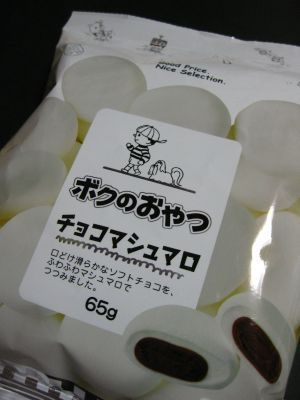 Good Price.
Nice Selection.
ボクのおやつ
チョコマシュマロ
口どけ滑らかなソフトチョコを、
ふわふわマシュマロで
つつみました。
65g